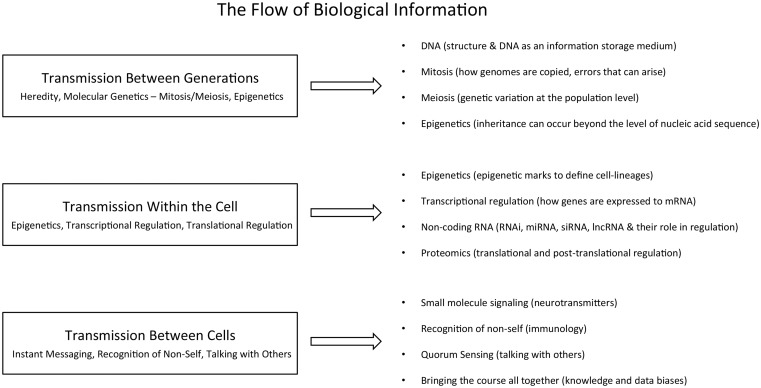 The Flow of Biological Information
Transmission Between Generations
Heredity, Molecular Genetics – Mitosis/Meiosis, Epigenetics
• DNA (structure & DNA as an information storage medium)
• Mitosis (how genomes are copied, errors that can arise)
• Meiosis (genetic variation at the population level)
• Epigenetics (inheritance can occur beyond the level of nucleic acid sequence)
Transmission Within the Cell
Epigenetics, Transcriptional Regulation, Translational Regulation
• Epigenetics (epigenetic marks to define cell-lineages)
• Transcriptional regulation (how genes are expressed to mRNA)
• Non-coding RNA (RNAi, miRNA, siRNA, lncRNA & their role in regulation)
• Proteomics (translational and post-translational regulation)
Transmission Between Cells
Instant Messaging, Recognition of Non-Self, Talking with Others
• Small molecule signaling (neurotransmitters)
• Recognition of non-self (immunology)
• Quorum Sensing (talking with others)
• Bringing the course all together (knowledge and data biases)